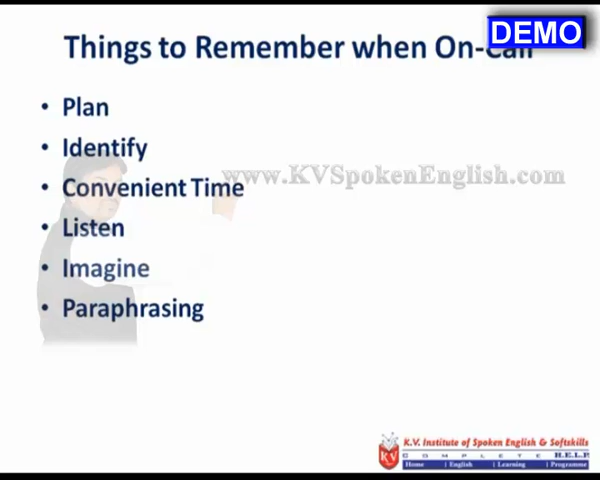 DEMO
Things to Remember when On-Call
• Plan
• Identify
www.KVSpokenEnglish.com
• Convenient Time
• Listen
• Imagine
• Paraphrasing
KV
K.V. Institute of Spoken English & Softskills
COMPLETE H.E.L.P.
Home | English | Learning | Programme